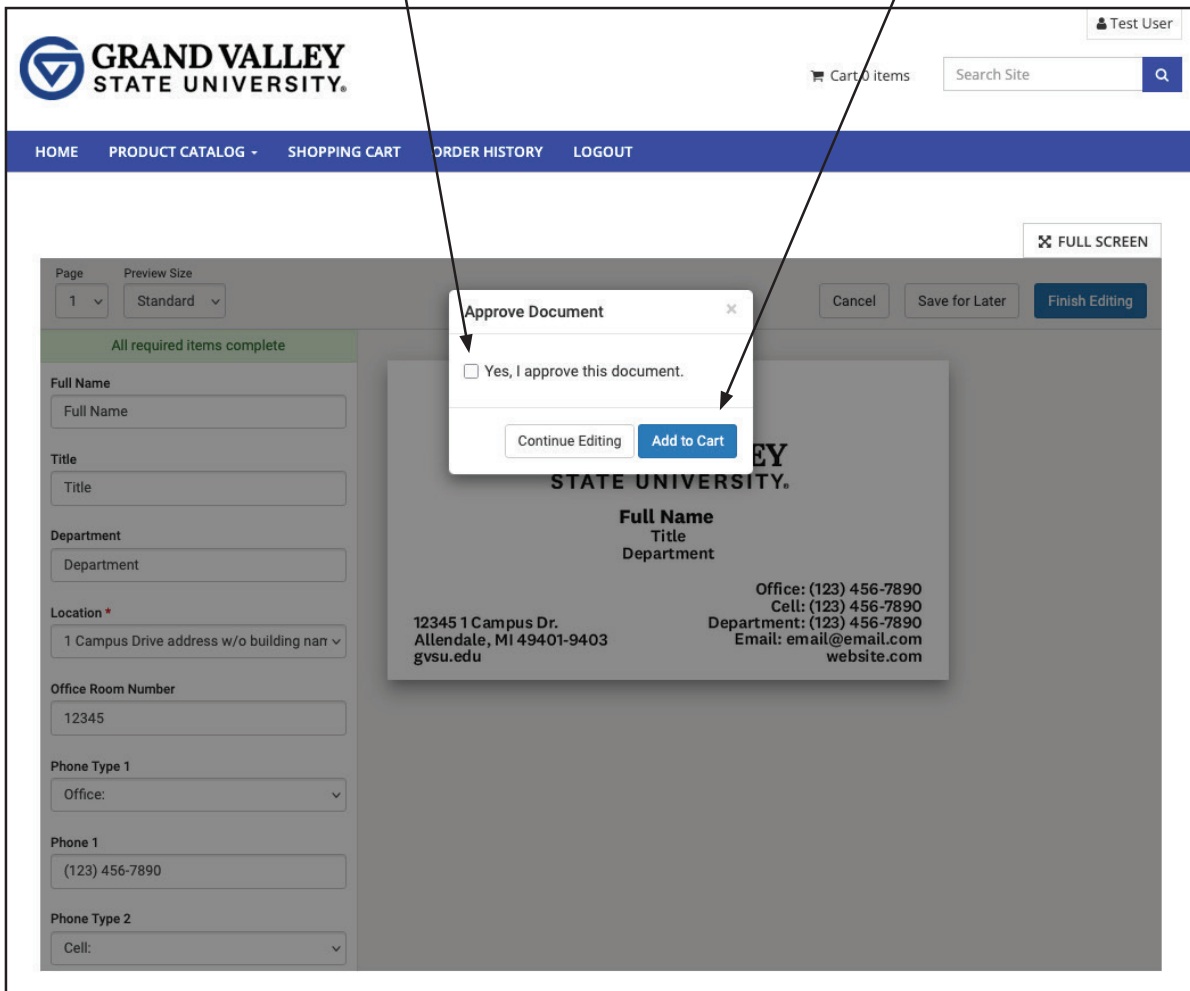 Test User
GRAND VALLEY
STATE UNIVERSITY®
Cart 0 items
Search Site
HOME PRODUCT CATALOG SHOPPING CART ORDER HISTORY LOGOUT
FULL SCREEN
Page Preview Size
1 Standard
Cancel Save for Later Finish Editing
All required items complete
Approve Document ×
Yes, I approve this document.
Continue Editing Add to Cart
Full Name
Full Name
Title
Title
Department
Department
Location *
1 Campus Drive address w/o building nam
Office Room Number
12345
Phone Type 1
Office:
Phone 1
(123) 456-7890
Phone Type 2
Cell:
EY
STATE UNIVERSITY®
Full Name
Title
Department
12345 1 Campus Dr.
Allendale, MI 49401-9403
gvsu.edu
Office: (123) 456-7890
Cell: (123) 456-7890
Department: (123) 456-7890
Email: email@email.com
website.com